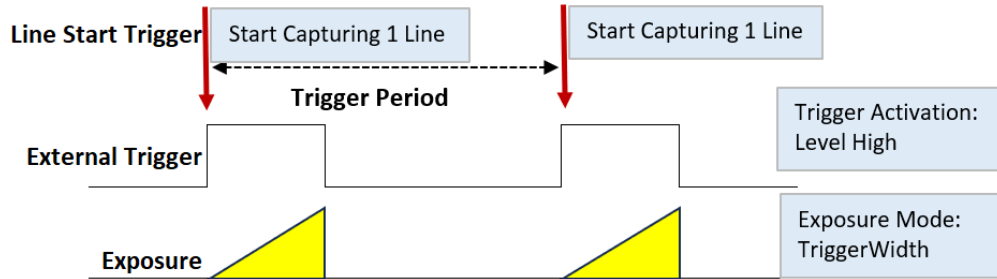 Line Start Trigger
Start Capturing 1 Line
Start Capturing 1 Line
Trigger Period
Trigger Activation:
Level High
External Trigger
Exposure Mode:
TriggerWidth
Exposure